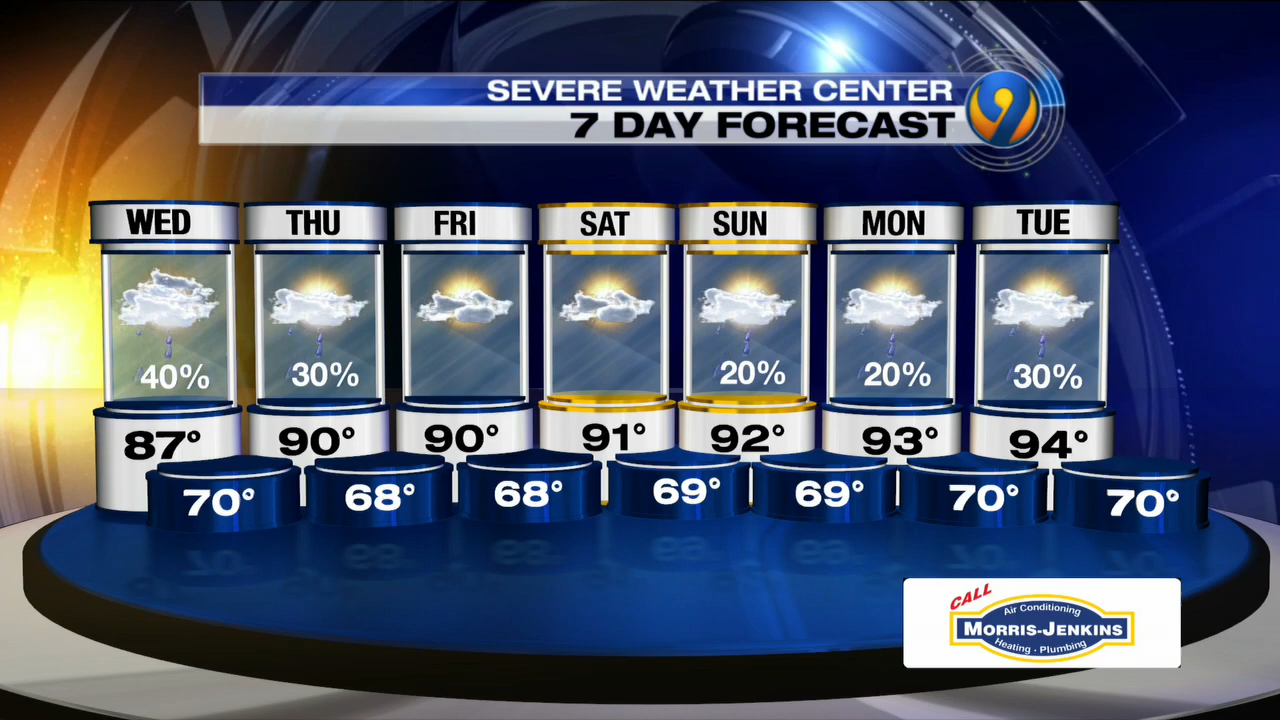 SEVERE WEATHER CENTER
7 DAY FORECAST
9
WED THU FRI SAT SUN MON TUE
40% 30% 20% 20% 30%
87° 90° 90° 91° 92° 93° 94°
70° 68° 68° 69° 69° 70° 70°
CALL
Air Conditioning
MORRIS-JENKINS
Heating · Plumbing